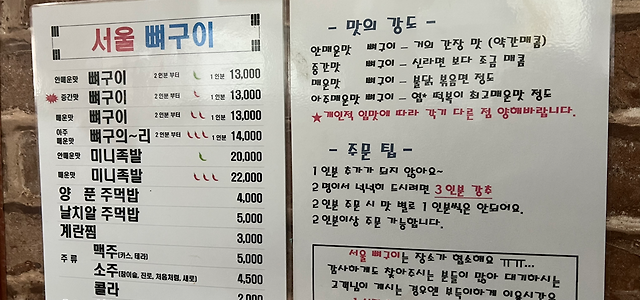 서울 뼈구이
안매운맛 뼈구이 2인분 부터 1인분 13,000
중간맛 뼈구이 2인분 부터 1인분 13,000
매운맛 뼈구이 2인분 부터 1인분 13,000
아주매운맛 뼈구의~리 2인분 부터 1인분 14,000
안매운맛 미니족발 20,000
매운맛 미니족발 22,000
양 푼 주먹밥 4,000
날치알 주먹밥 5,000
계란찜 3,000
주 류 맥주(카스, 테라) 5,000
소주(참이슬, 진로, 처음처럼, 새로) 4,500
콜라 2,000
- 맛의 강도 -
안매운맛 뼈구이 – 거의 간장 맛 (약간매콤)
중간맛 뼈구이 – 신라면 보다 조금 매콤
매운맛 뼈구이 – 불닭 볶음면 정도
아주매운맛 뼈구이 – 엽* 떡볶이 최고매운맛 정도
★개인적 입맛에 따라 각기 다른 점 양해바랍니다.
- 주문 팁 -
1인분 추가가 되지 않아요~
2명이서 넉넉히 드시려면 3인분 강추
2인분 주문 시 맛 별로 1인분씩은 안되어요.
2인분이상 주문 가능합니다.
서울 뼈구이는 장소가 협소해요 ㅠㅠ...
감사하게도 찾아주시는 분들이 많아 대기하시는
고객님이 계시는 경우엔 부득이하게 이용시간을